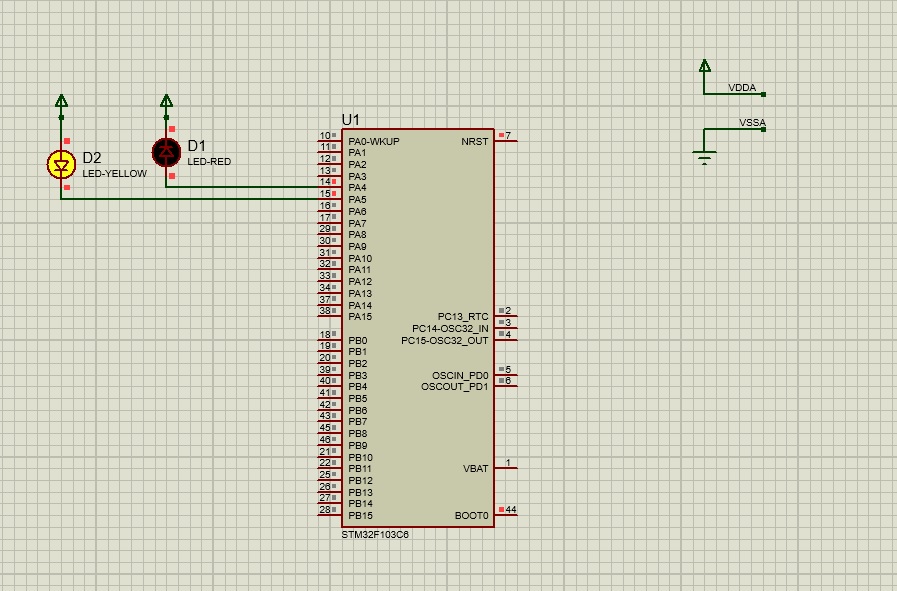 VDDA
VSSA
U1
D2
LED-YELLOW
D1
LED-RED
10 PA0-WKUP
11 PA1
12 PA2
13 PA3
14 PA4
15 PA5
16 PA6
17 PA7
29 PA8
30 PA9
31 PA10
32 PA11
33 PA12
34 PA13
37 PA14
38 PA15
18 PB0
19 PB1
20 PB2
39 PB3
40 PB4
41 PB5
42 PB6
43 PB7
45 PB8
46 PB9
21 PB10
22 PB11
25 PB12
26 PB13
27 PB14
28 PB15
NRST 7
PC13_RTC 2
PC14-OSC32_IN 3
PC15-OSC32_OUT 4
OSCIN_PD0 5
OSCOUT_PD1 6
VBAT 1
BOOT0 44
STM32F103C6